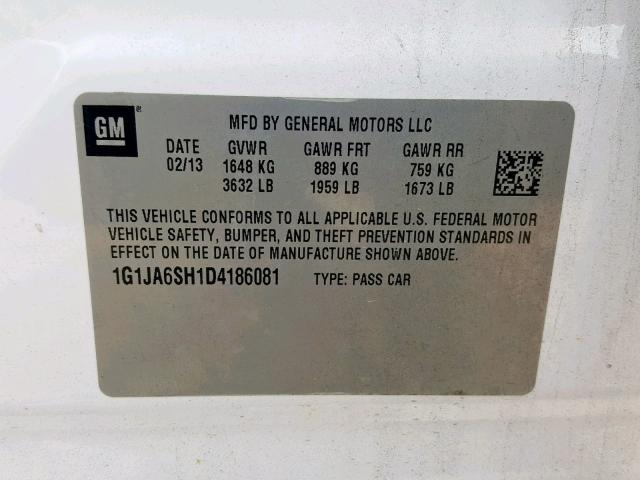 GM®
MFD BY GENERAL MOTORS LLC
DATE GVWR GAWR FRT GAWR RR
02/13 1648 KG 889 KG 759 KG
3632 LB 1959 LB 1673 LB
THIS VEHICLE CONFORMS TO ALL APPLICABLE U.S. FEDERAL MOTOR
VEHICLE SAFETY, BUMPER, AND THEFT PREVENTION STANDARDS IN
EFFECT ON THE DATE OF MANUFACTURE SHOWN ABOVE.
1G1JA6SH1D4186081 TYPE: PASS CAR